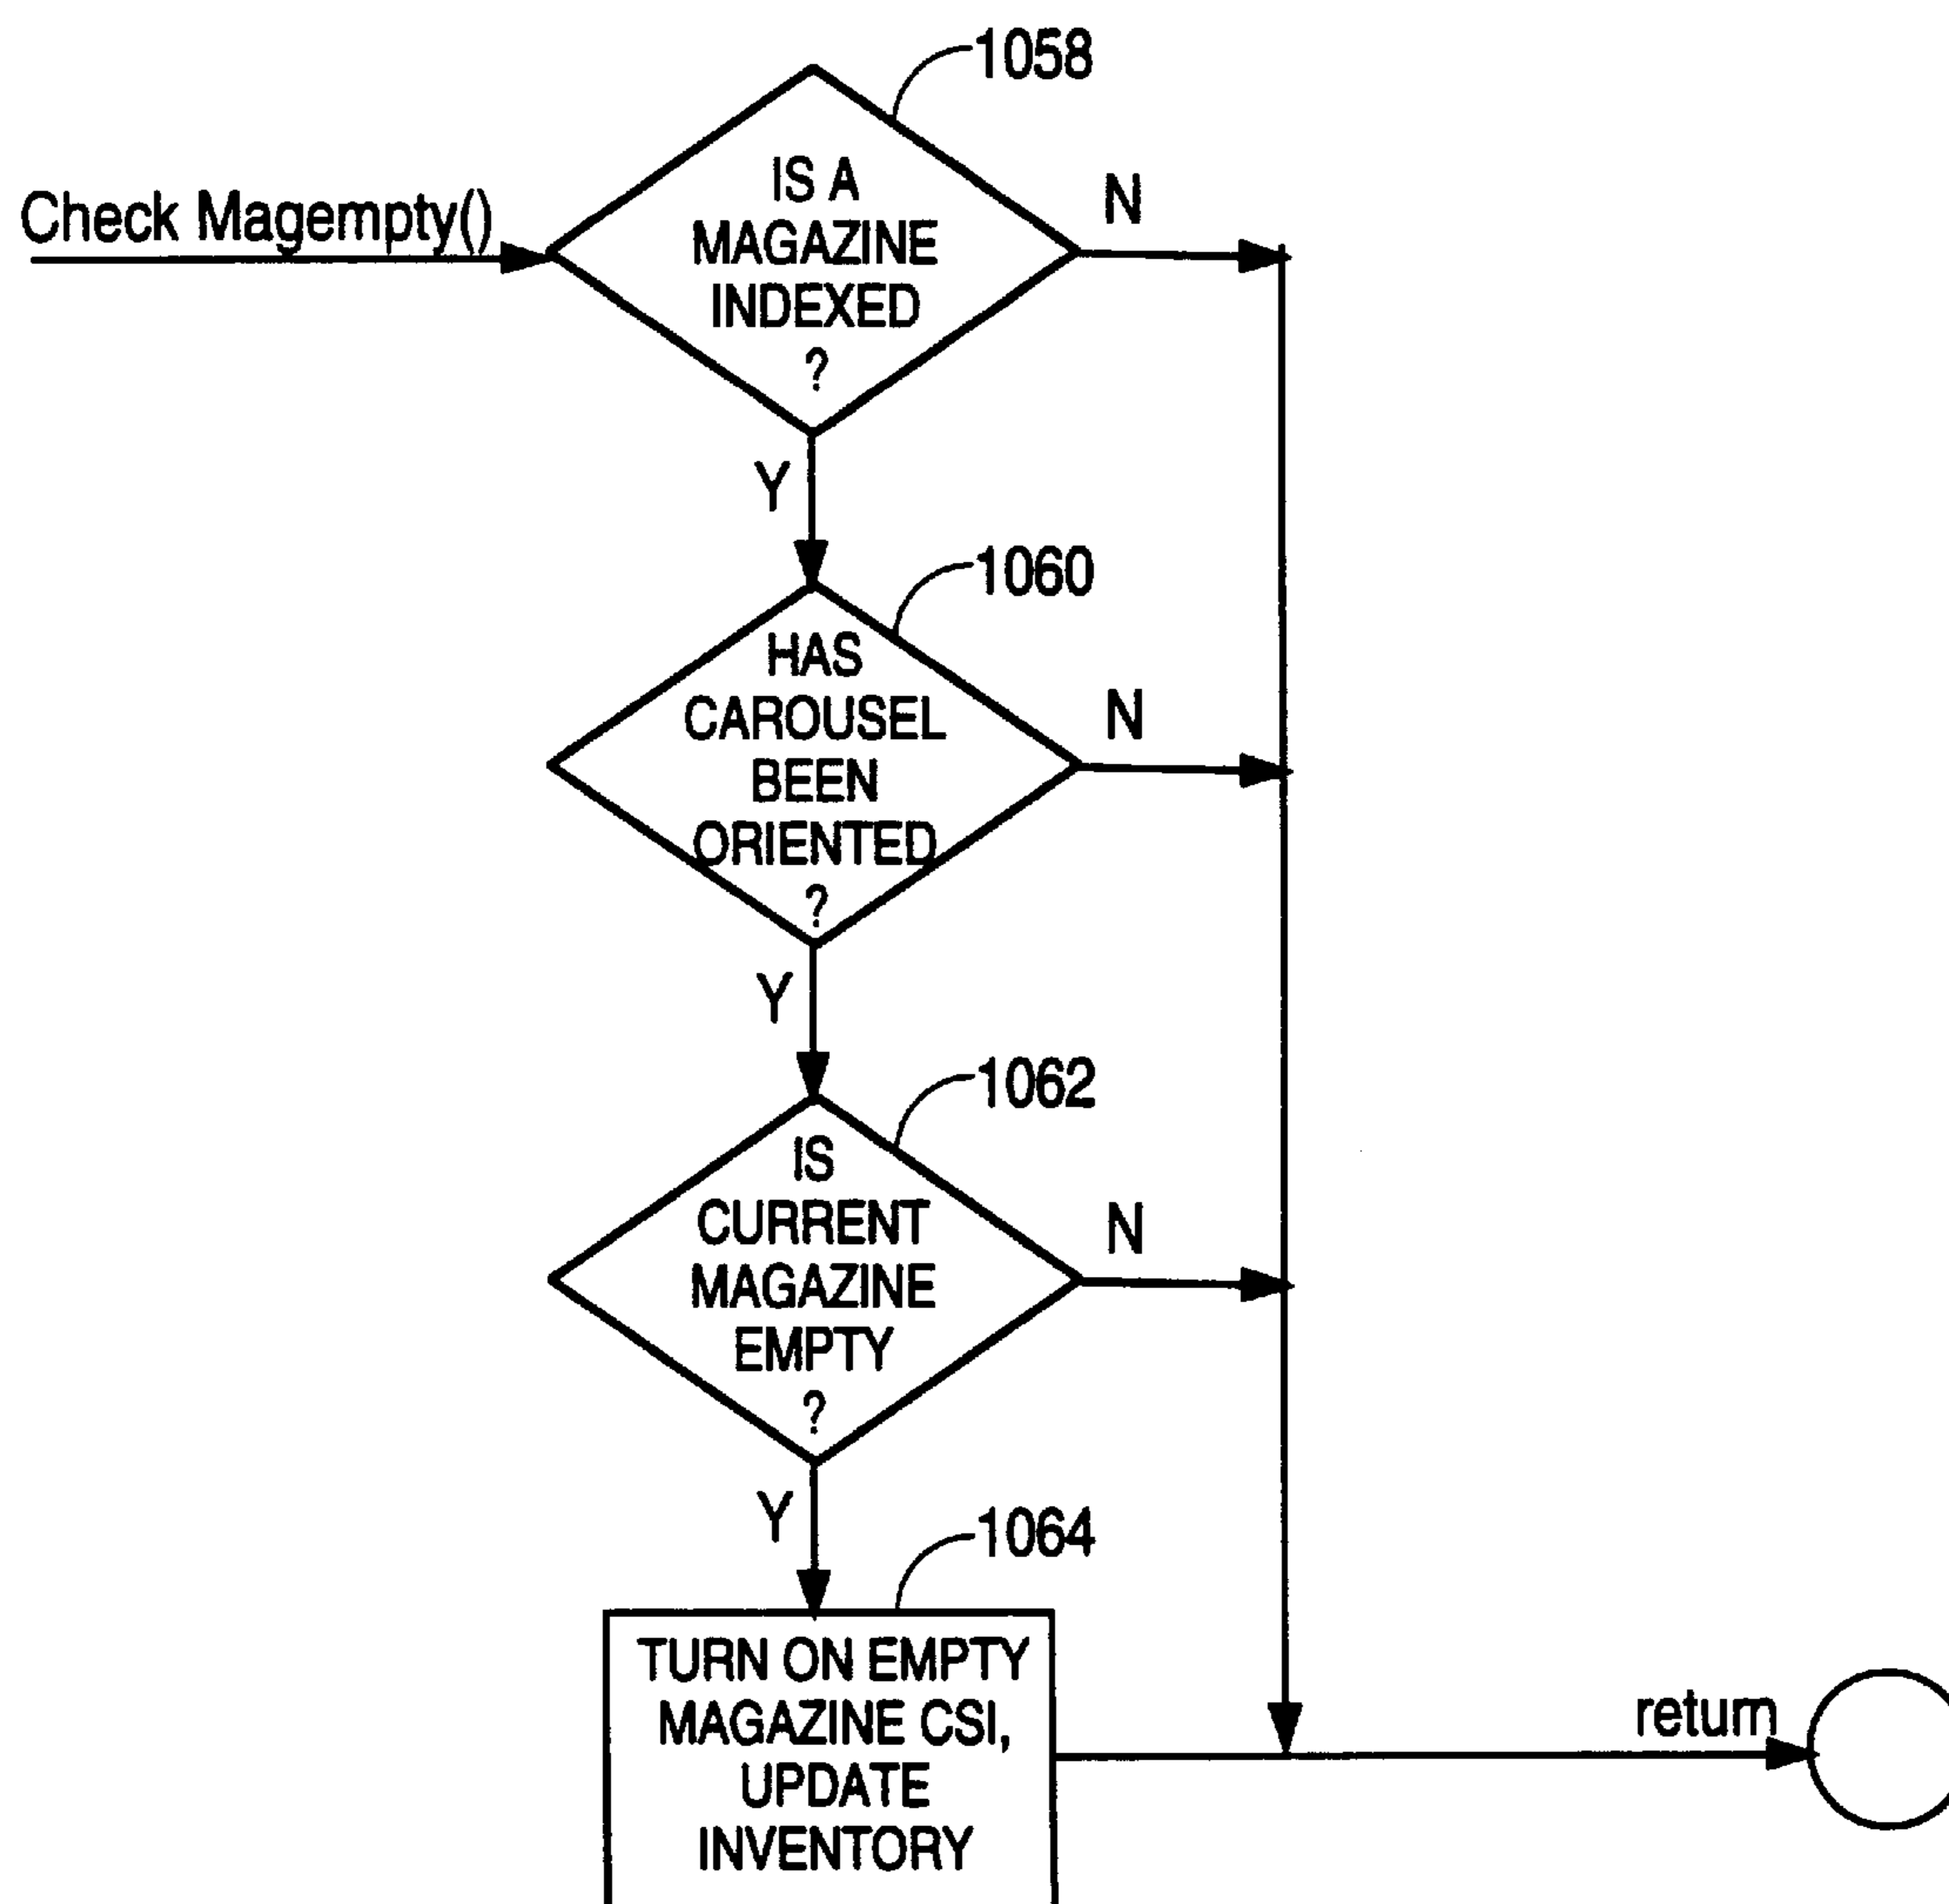 1058
IS A
MAGAZINE
INDEXED
?
N
Check Magempty()
Y
1060
HAS
CAROUSEL
BEEN
ORIENTED
?
N
Y
1062
IS
CURRENT
MAGAZINE
EMPTY
?
N
Y
1064
TURN ON EMPTY
MAGAZINE CSI,
UPDATE
INVENTORY
return